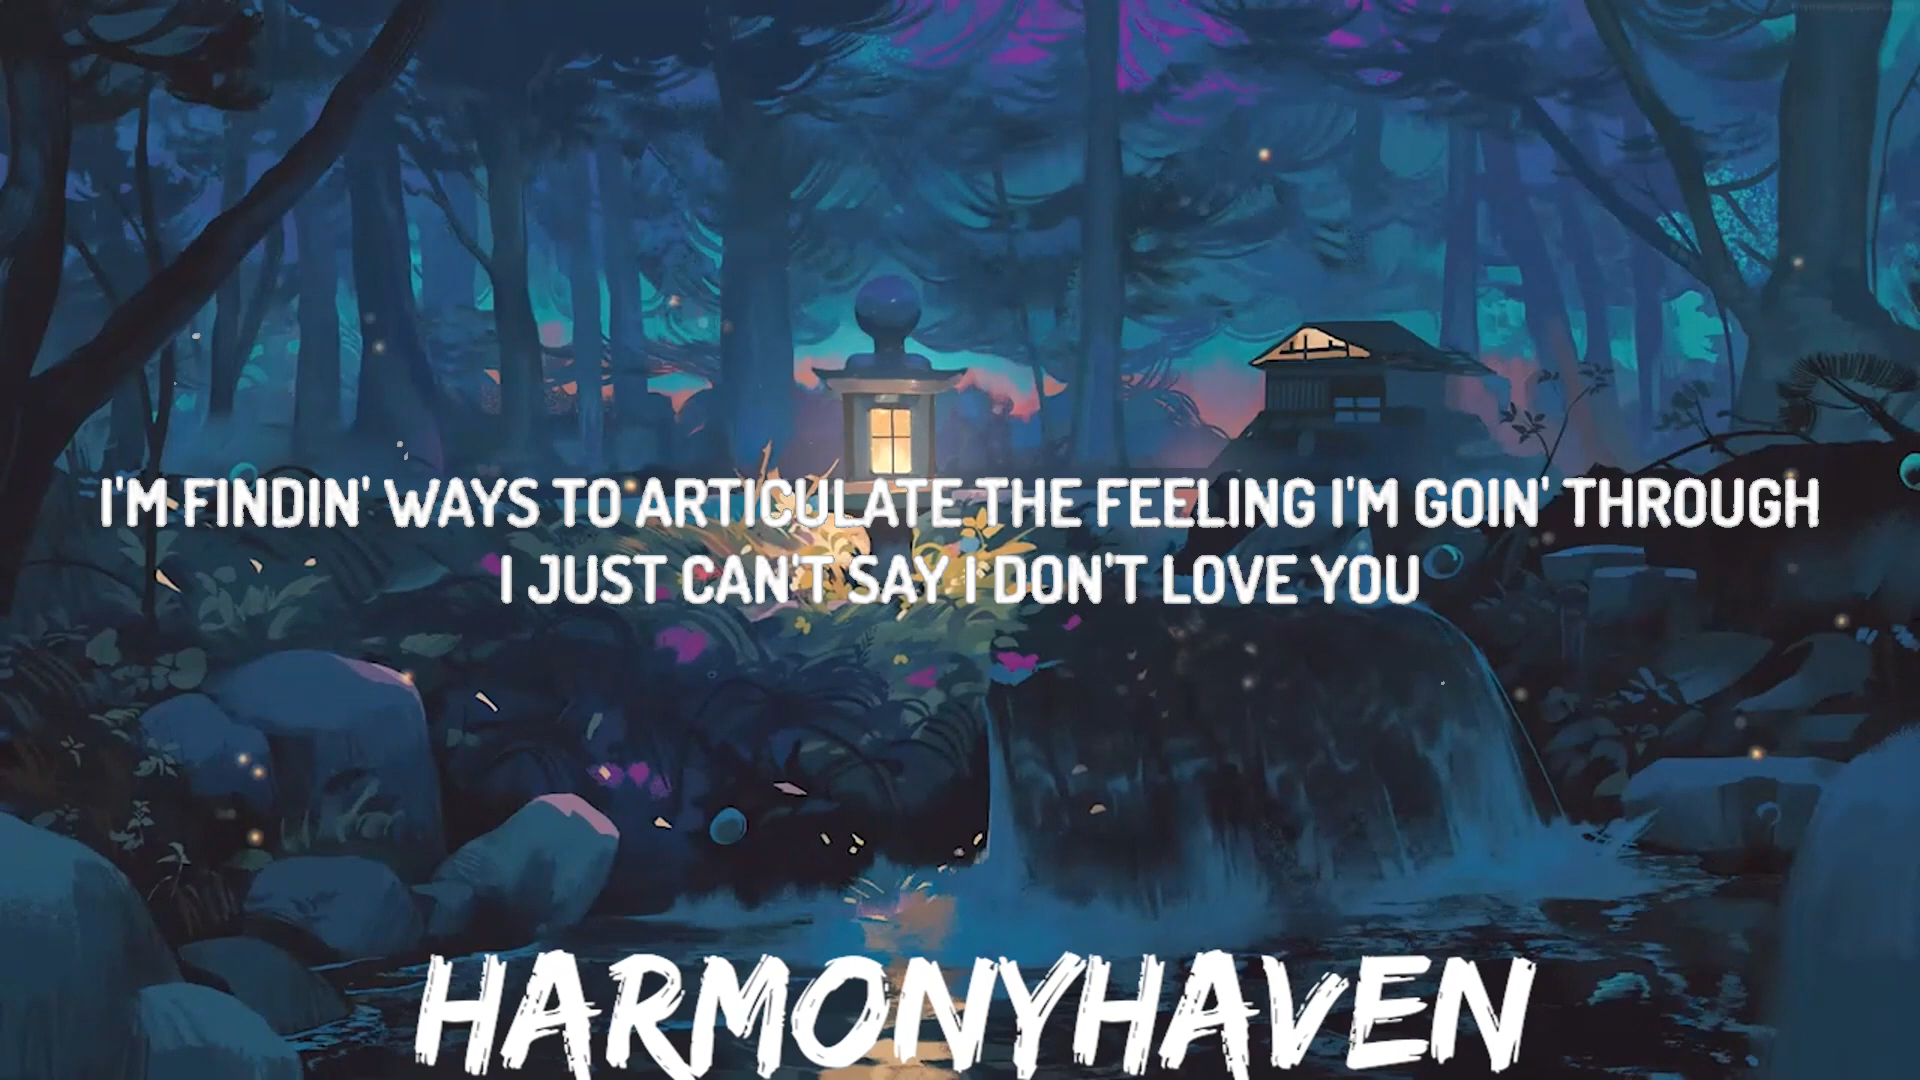 I'M FINDIN' WAYS TO ARTICULATE THE FEELING I'M GOIN' THROUGH
I JUST CAN'T SAY I DON'T LOVE YOU
HARMONYHAVEN